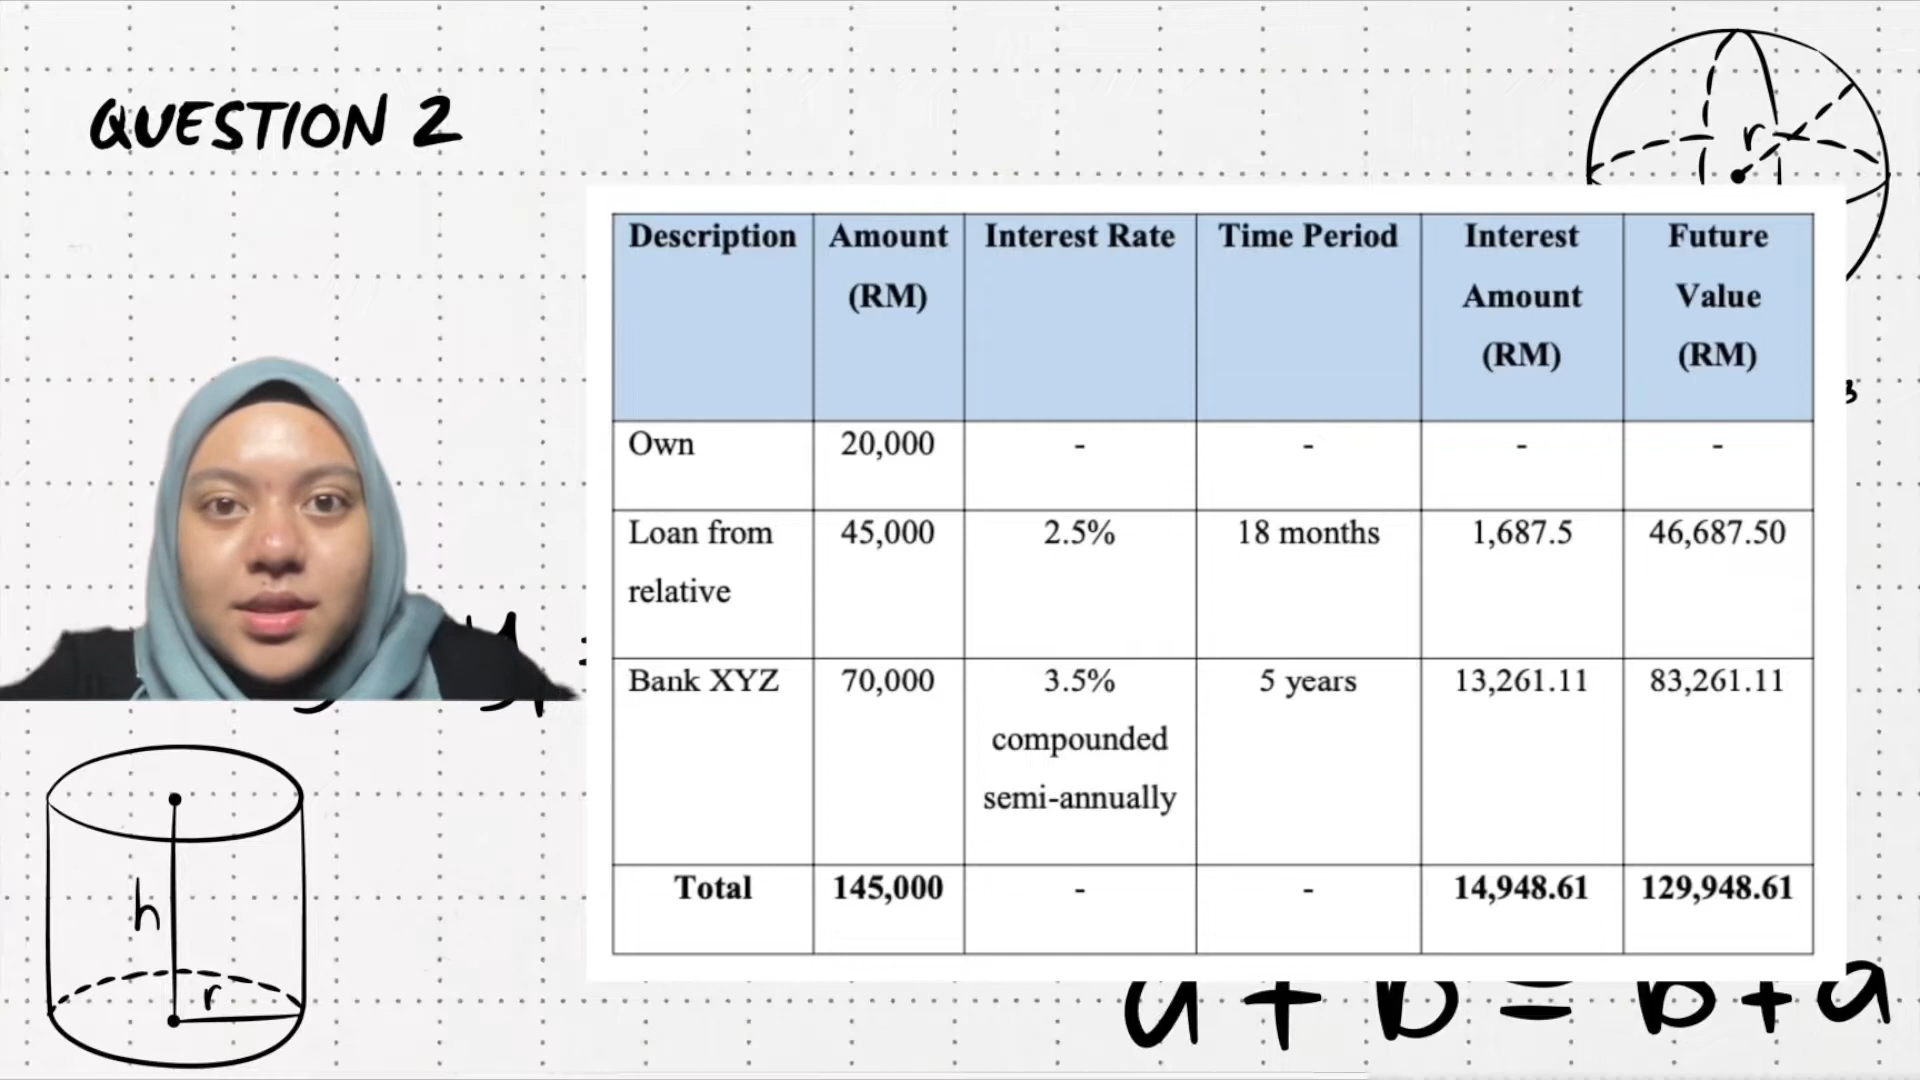 QUESTION 2
r
Description Amount (RM) Interest Rate Time Period Interest Amount (RM) Future Value (RM)
Own 20,000 - - - -
Loan from relative 45,000 2.5% 18 months 1,687.5 46,687.50
Bank XYZ 70,000 3.5% compounded semi-annually 5 years 13,261.11 83,261.11
Total 145,000 - - 14,948.61 129,948.61
h
r
a + b = b + a